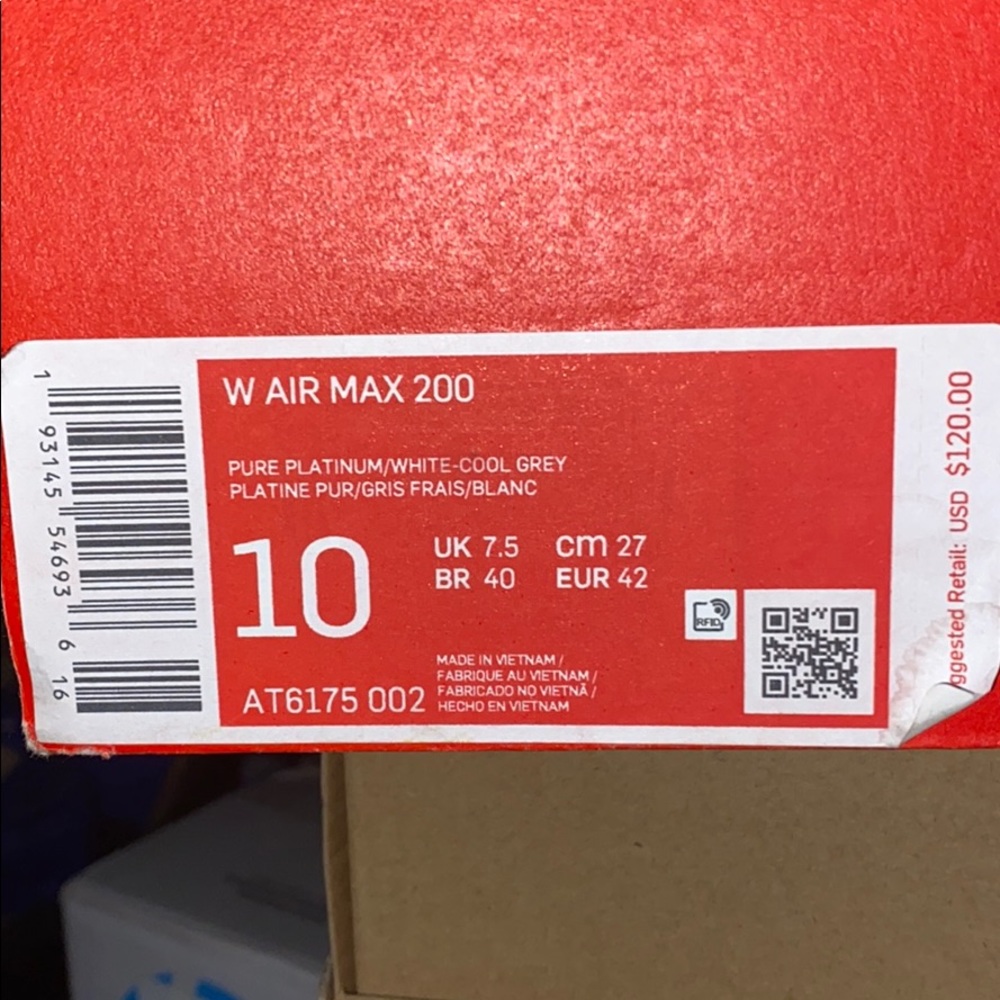 W AIR MAX 200
PURE PLATINUM/WHITE-COOL GREY
PLATINE PUR/GRIS FRAIS/BLANC
10
UK 7.5 cm 27
BR 40 EUR 42
RFID
AT6175 002
MADE IN VIETNAM /
FABRIQUE AU VIETNAM /
FABRICADO NO VIETNÃ /
HECHO EN VIETNAM
1 93145 54693 6 16
ggested Retail: USD $120.00